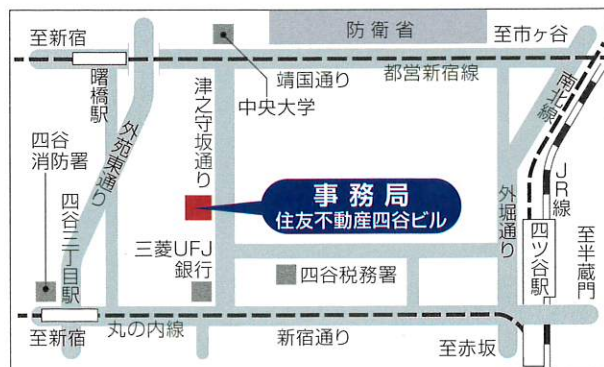 防衛省
至新宿
至市ヶ谷
曙橋駅
靖国通り
都営新宿線
中央大学
津之守坂通り
外苑東通り
南北線
四谷
消防署
JR線
事務局
住友不動産四谷ビル
外堀通り
四谷三丁目駅
三菱UFJ
銀行
四谷税務署
四ツ谷駅
至半蔵門
至新宿
丸の内線
新宿通り
至赤坂